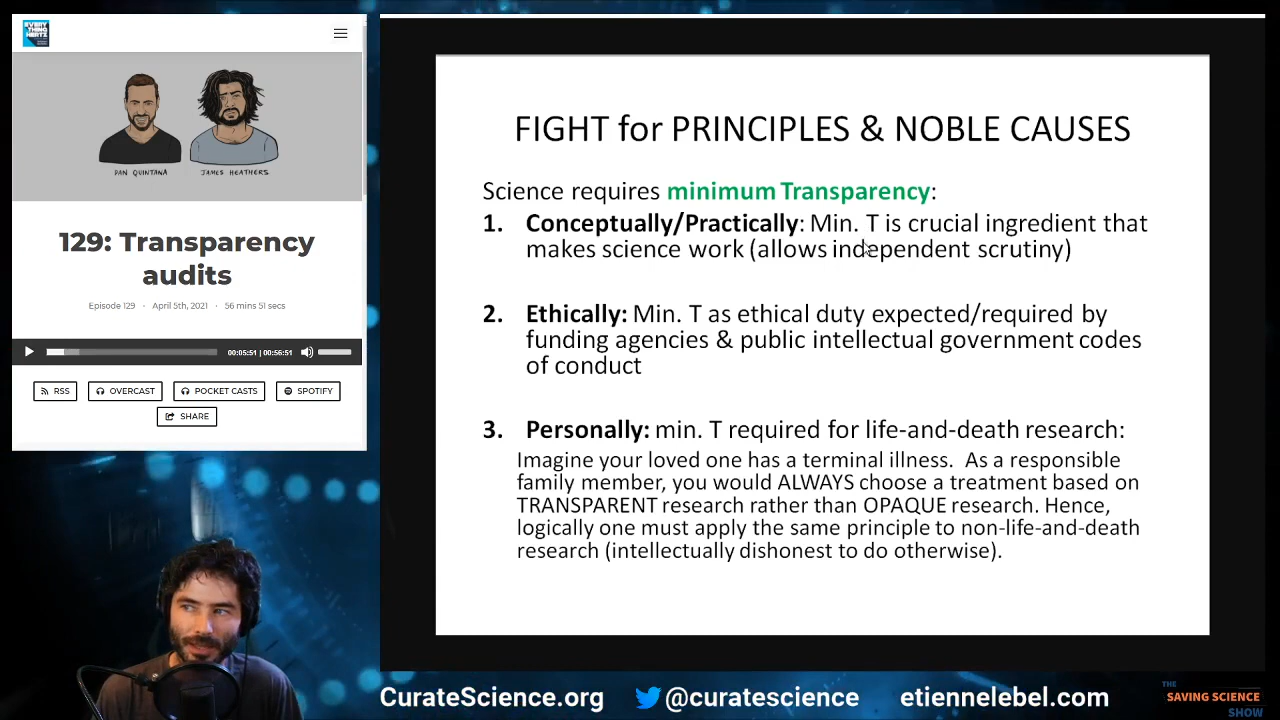 EVERY
THING
HERTZ
DAN QUINTANA
JAMES HEATHERS
129: Transparency
audits
Episode 129 · April 5th, 2021 · 56 mins 51 secs
00:05:51 | 00:56:51
RSS
OVERCAST
POCKET CASTS
SPOTIFY
SHARE
FIGHT for PRINCIPLES & NOBLE CAUSES
Science requires minimum Transparency:
1. Conceptually/Practically: Min. T is crucial ingredient that
makes science work (allows independent scrutiny)
2. Ethically: Min. T as ethical duty expected/required by
funding agencies & public intellectual government codes
of conduct
3. Personally: min. T required for life-and-death research:
Imagine your loved one has a terminal illness. As a responsible
family member, you would ALWAYS choose a treatment based on
TRANSPARENT research rather than OPAQUE research. Hence,
logically one must apply the same principle to non-life-and-death
research (intellectually dishonest to do otherwise).
CurateScience.org
@curatescience
etiennelebel.com
THE
SAVING SCIENCE
SHOW